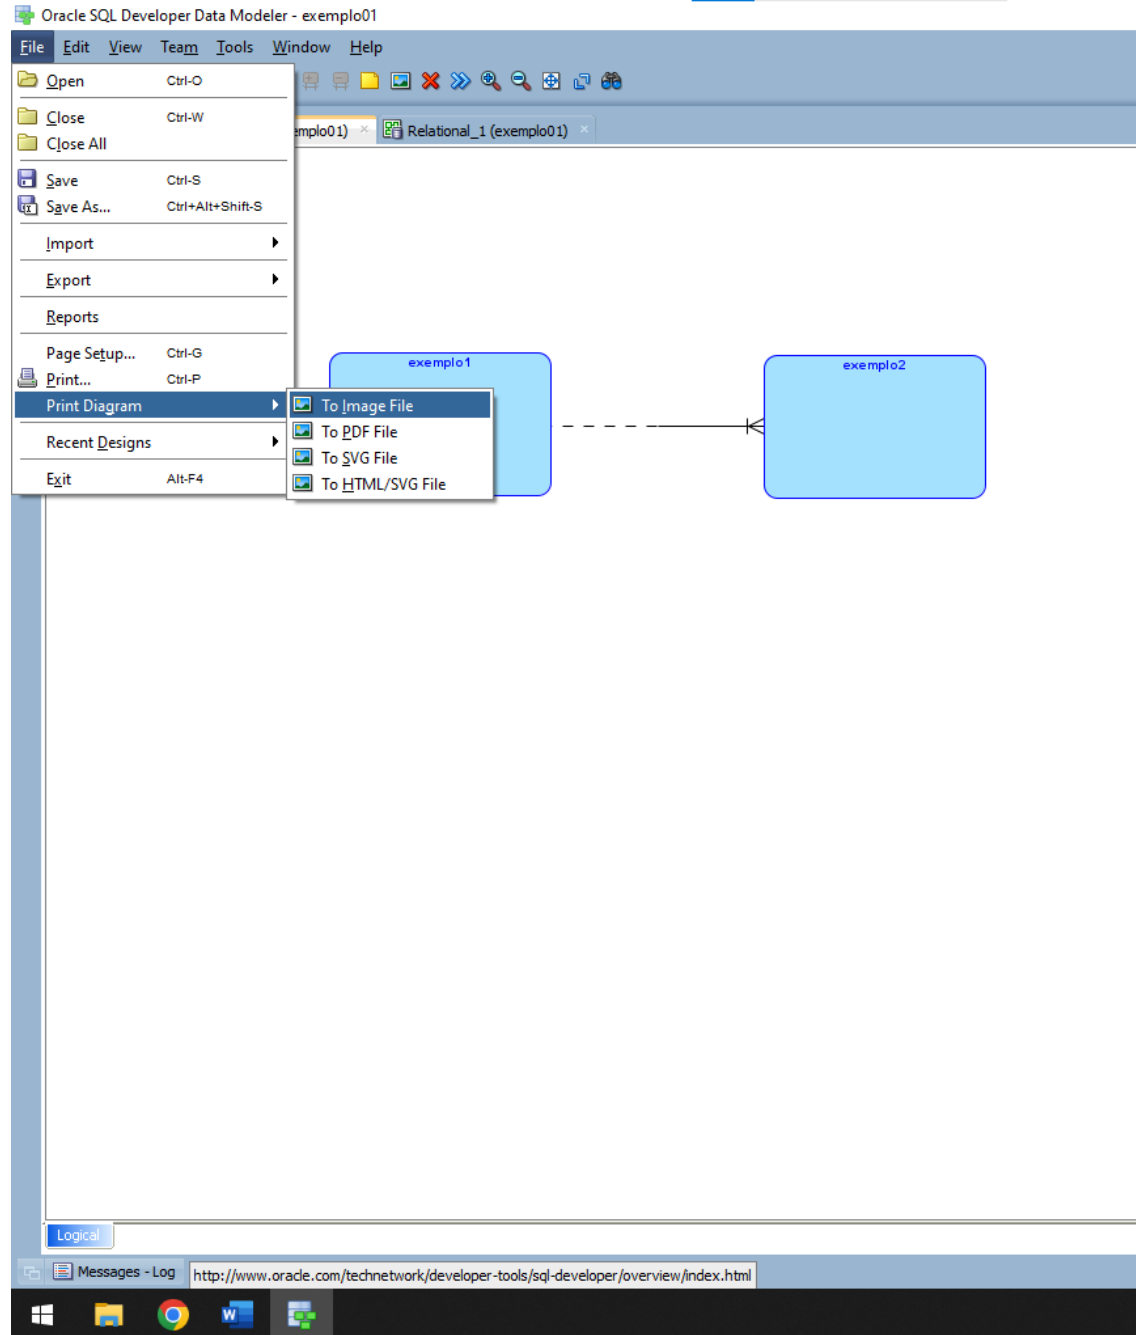 Oracle SQL Developer Data Modeler - exemplo01
File Edit View Team Tools Window Help
Open Ctrl-O
Close Ctrl-W
Close All
Save Ctrl-S
Save As... Ctrl+Alt+Shift-S
Import
Export
Reports
Page Setup... Ctrl-G
Print... Ctrl-P
Print Diagram
Recent Designs
Exit Alt-F4
To Image File
To PDF File
To SVG File
To HTML/SVG File
emplo01)
Relational_1 (exemplo01)
exemplo1
exemplo2
Logical
Messages - Log
http://www.oracle.com/technetwork/developer-tools/sql-developer/overview/index.html
W